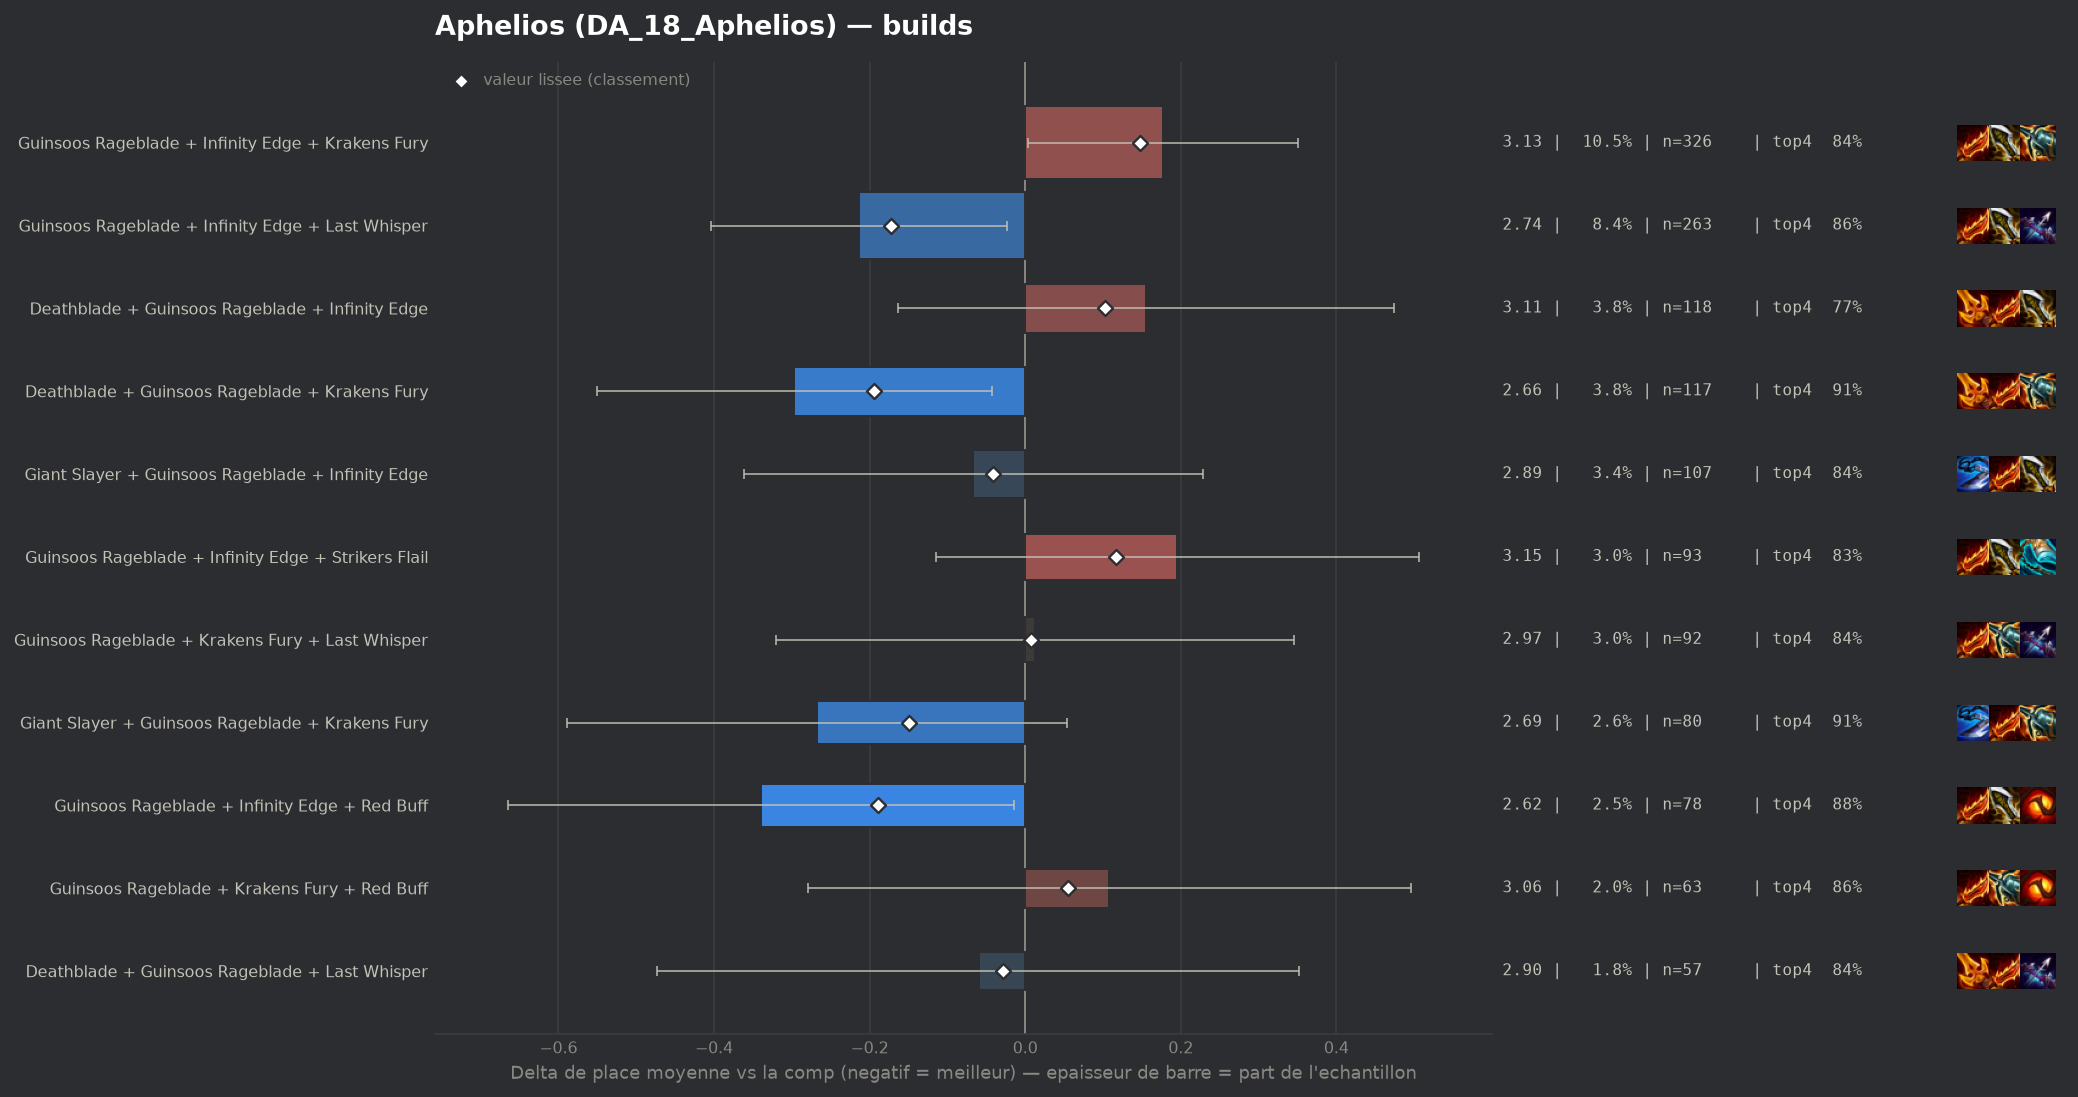 Aphelios (DA_18_Aphelios) — builds
valeur lissee (classement)
Guinsoos Rageblade + Infinity Edge + Krakens Fury 3.13 | 10.5% | n=326 | top4 84%
Guinsoos Rageblade + Infinity Edge + Last Whisper 2.74 | 8.4% | n=263 | top4 86%
Deathblade + Guinsoos Rageblade + Infinity Edge 3.11 | 3.8% | n=118 | top4 77%
Deathblade + Guinsoos Rageblade + Krakens Fury 2.66 | 3.8% | n=117 | top4 91%
Giant Slayer + Guinsoos Rageblade + Infinity Edge 2.89 | 3.4% | n=107 | top4 84%
Guinsoos Rageblade + Infinity Edge + Strikers Flail 3.15 | 3.0% | n=93 | top4 83%
Guinsoos Rageblade + Krakens Fury + Last Whisper 2.97 | 3.0% | n=92 | top4 84%
Giant Slayer + Guinsoos Rageblade + Krakens Fury 2.69 | 2.6% | n=80 | top4 91%
Guinsoos Rageblade + Infinity Edge + Red Buff 2.62 | 2.5% | n=78 | top4 88%
Guinsoos Rageblade + Krakens Fury + Red Buff 3.06 | 2.0% | n=63 | top4 86%
Deathblade + Guinsoos Rageblade + Last Whisper 2.90 | 1.8% | n=57 | top4 84%
−0.6 −0.4 −0.2 0.0 0.2 0.4
Delta de place moyenne vs la comp (negatif = meilleur) — epaisseur de barre = part de l'echantillon